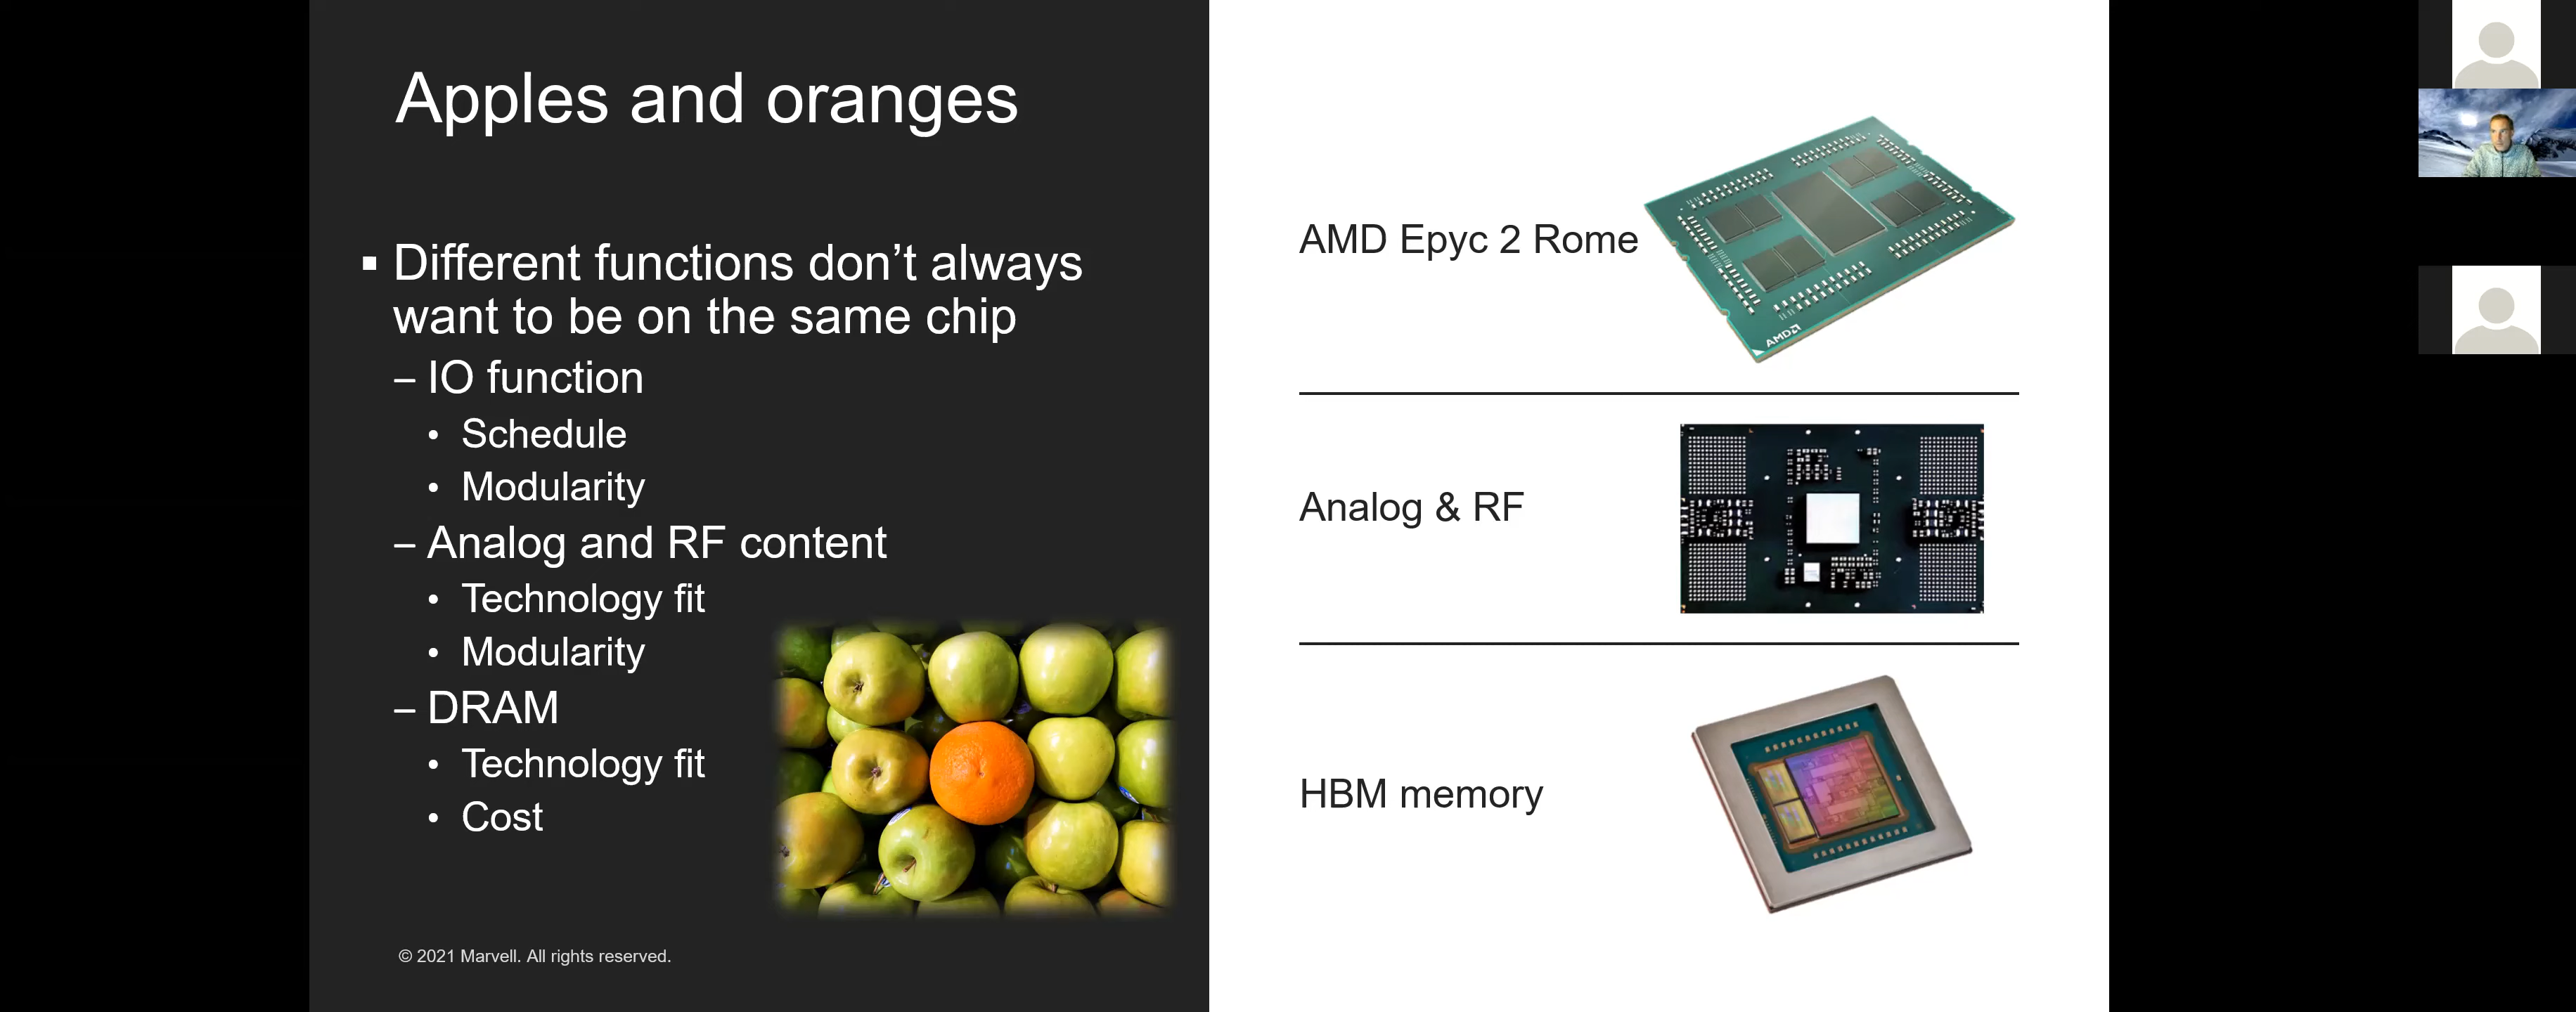 Apples and oranges
▪ Different functions don’t always
want to be on the same chip
– IO function
• Schedule
• Modularity
– Analog and RF content
• Technology fit
• Modularity
– DRAM
• Technology fit
• Cost
© 2021 Marvell. All rights reserved.
AMD Epyc 2 Rome
AMD
Analog & RF
HBM memory